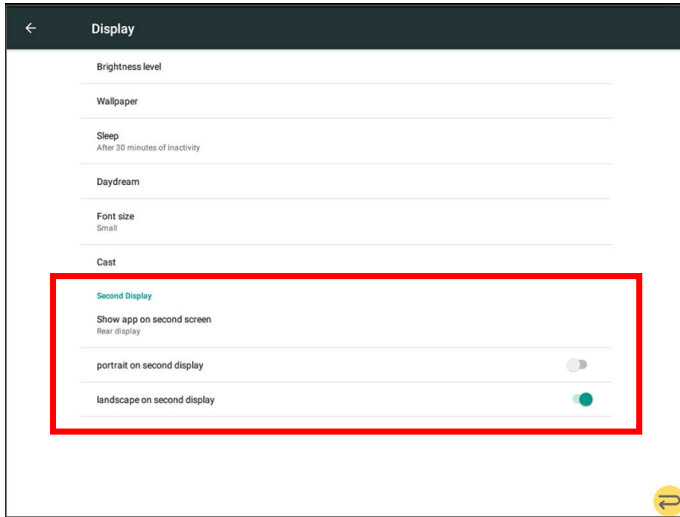 Display
Brightness level
Wallpaper
Sleep
After 30 minutes of inactivity
Daydream
Font size
Small
Cast
Second Display
Show app on second screen
Rear display
portrait on second display
landscape on second display